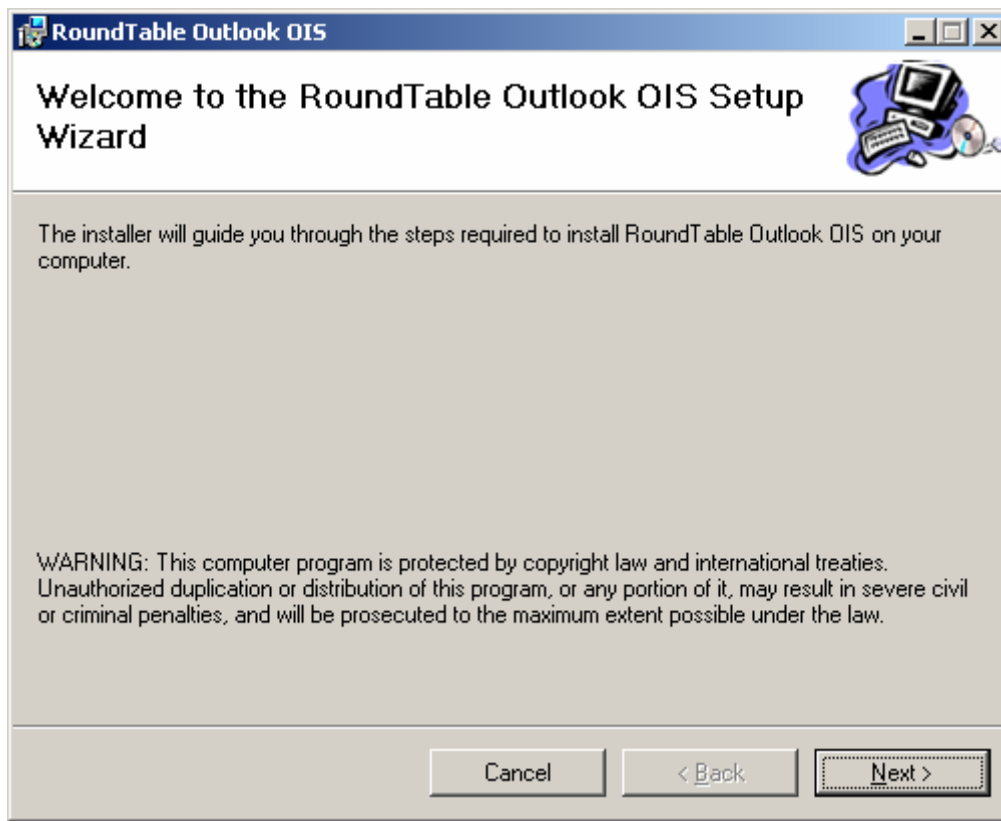 RoundTable Outlook OIS
Welcome to the RoundTable Outlook OIS Setup
Wizard
The installer will guide you through the steps required to install RoundTable Outlook OIS on your
computer.
WARNING: This computer program is protected by copyright law and international treaties.
Unauthorized duplication or distribution of this program, or any portion of it, may result in severe civil
or criminal penalties, and will be prosecuted to the maximum extent possible under the law.
Cancel
< Back
Next >